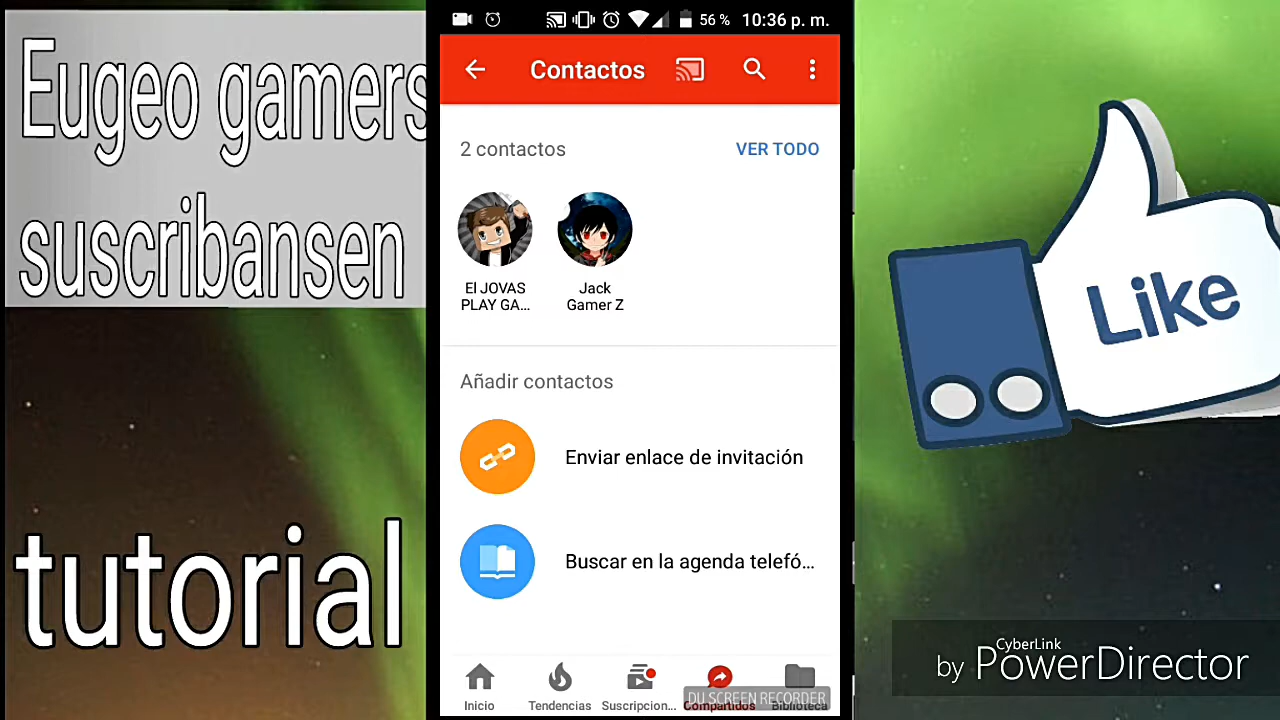 Eugeo gamers
suscribansen
tutorial
56 % 10:36 p. m.
Contactos
2 contactos
VER TODO
El JOVAS
PLAY GA...
Jack
Gamer Z
Añadir contactos
Enviar enlace de invitación
Buscar en la agenda telefó...
Inicio
Tendencias
Suscripcion...
Compartidos
Biblioteca
DU SCREEN RECORDER
Like
CyberLink
by PowerDirector